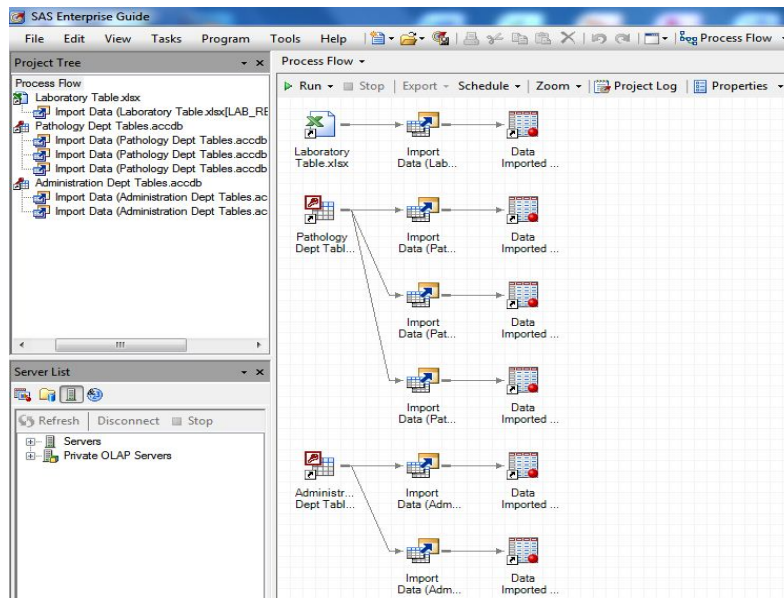 SAS Enterprise Guide
File Edit View Tasks Program Tools Help Process Flow
Project Tree
Process Flow
Laboratory Table.xlsx
Import Data (Laboratory Table.xlsx[LAB_RE
Pathology Dept Tables.accdb
Import Data (Pathology Dept Tables.accdb
Import Data (Pathology Dept Tables.accdb
Import Data (Pathology Dept Tables.accdb
Administration Dept Tables.accdb
Import Data (Administration Dept Tables.ac
Import Data (Administration Dept Tables.ac
Server List
Refresh Disconnect Stop
Servers
Private OLAP Servers
Process Flow
Run Stop Export Schedule Zoom Project Log Properties
Laboratory
Table.xlsx
Import
Data (Lab...
Data
Imported ...
Pathology
Dept Tabl...
Import
Data (Pat...
Data
Imported ...
Import
Data (Pat...
Data
Imported ...
Import
Data (Pat...
Data
Imported ...
Administr...
Dept Tabl...
Import
Data (Adm...
Data
Imported ...
Import
Data (Adm...
Data
Imported ...